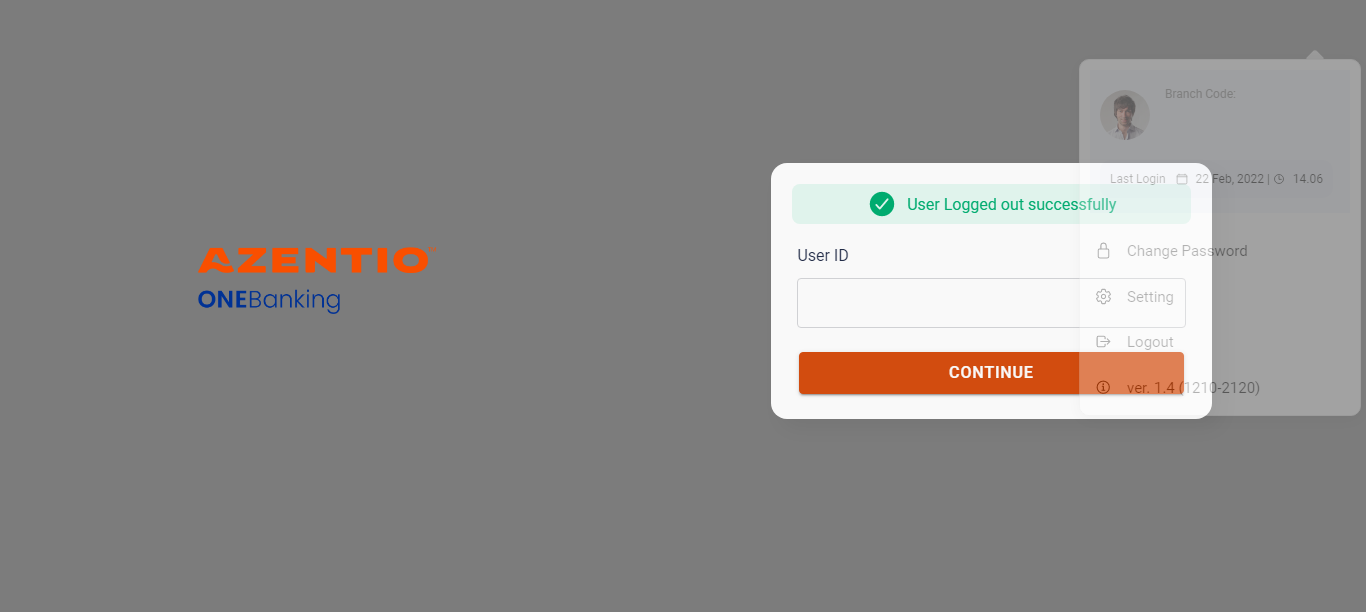 AZENTIO
ONEBanking
User Logged out successfully
User ID
CONTINUE
Branch Code:
Last Login 22 Feb, 2022 | 14.06
Change Password
Setting
Logout
ver. 1.4 (1210-2120)